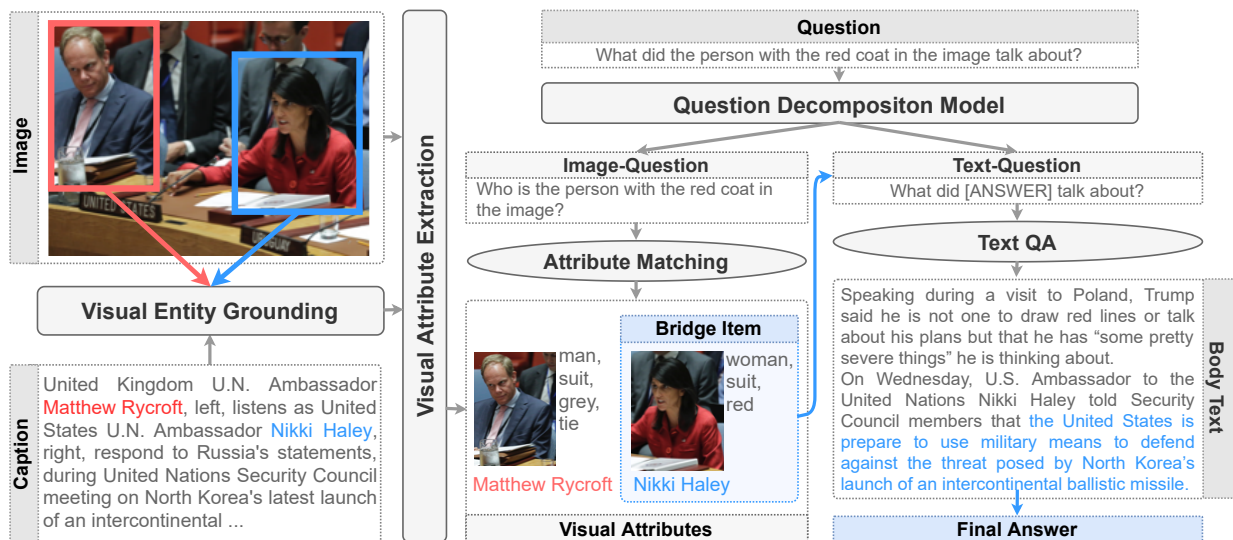 Image
UNITED STATES
URUGUAY
Visual Entity Grounding
Caption
United Kingdom U.N. Ambassador
Matthew Rycroft, left, listens as United
States U.N. Ambassador Nikki Haley,
right, respond to Russia's statements,
during United Nations Security Council
meeting on North Korea's latest launch
of an intercontinental ...
Visual Attribute Extraction
Question
What did the person with the red coat in the image talk about?
Question Decompositon Model
Image-Question
Who is the person with the red coat in
the image?
Attribute Matching
man,
suit,
grey,
tie
Matthew Rycroft
Bridge Item
woman,
suit,
red
Nikki Haley
Visual Attributes
Text-Question
What did [ANSWER] talk about?
Text QA
Speaking during a visit to Poland, Trump
said he is not one to draw red lines or talk
about his plans but that he has “some pretty
severe things” he is thinking about.
On Wednesday, U.S. Ambassador to the
United Nations Nikki Haley told Security
Council members that the United States is
prepare to use military means to defend
against the threat posed by North Korea’s
launch of an intercontinental ballistic missile.
Body Text
Final Answer